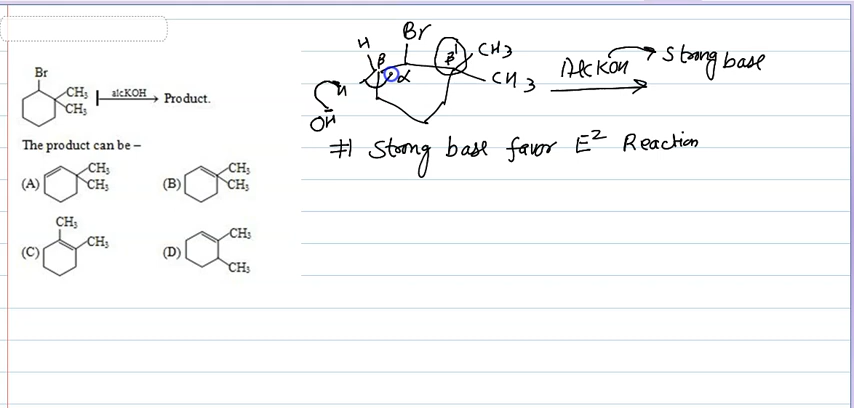 Br
CH3
CH3
alcKOH
Product.
The product can be –
(A)
CH3
CH3
(B)
CH3
CH3
(C)
CH3
CH3
(D)
CH3
CH3
Br
H
β
α
β'
CH3
CH3
H
OH
Alc KOH → Strong base
#1 Strong base favor E2 Reaction